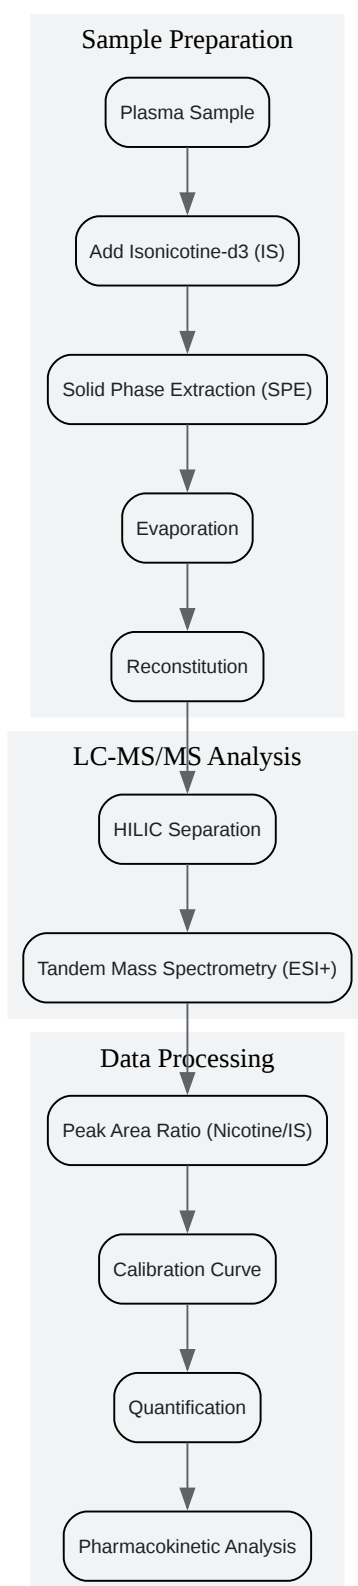 Sample Preparation
Plasma Sample
Add Isonicotine-d3 (IS)
Solid Phase Extraction (SPE)
Evaporation
Reconstitution
LC-MS/MS Analysis
HILIC Separation
Tandem Mass Spectrometry (ESI+)
Data Processing
Peak Area Ratio (Nicotine/IS)
Calibration Curve
Quantification
Pharmacokinetic Analysis